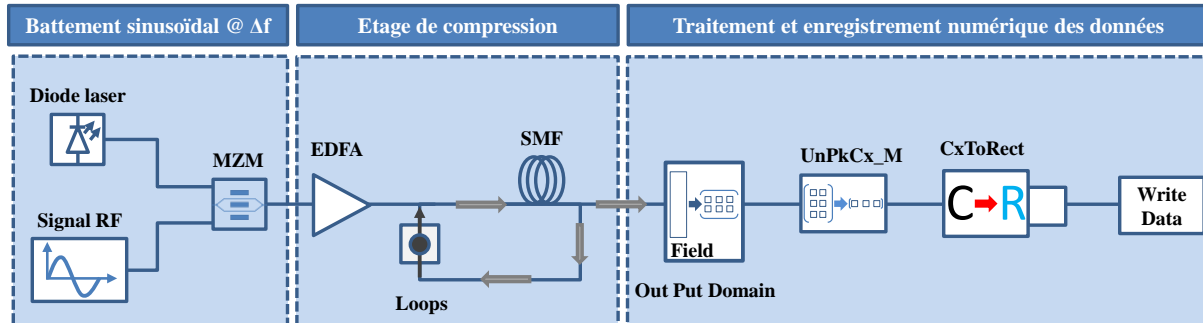 Battement sinusoïdal @ Δf
Etage de compression
Traitement et enregistrement numérique des données
Diode laser
MZM
Signal RF
EDFA
SMF
Loops
Field
Out Put Domain
UnPkCx_M
CxToRect
C R
Write
Data